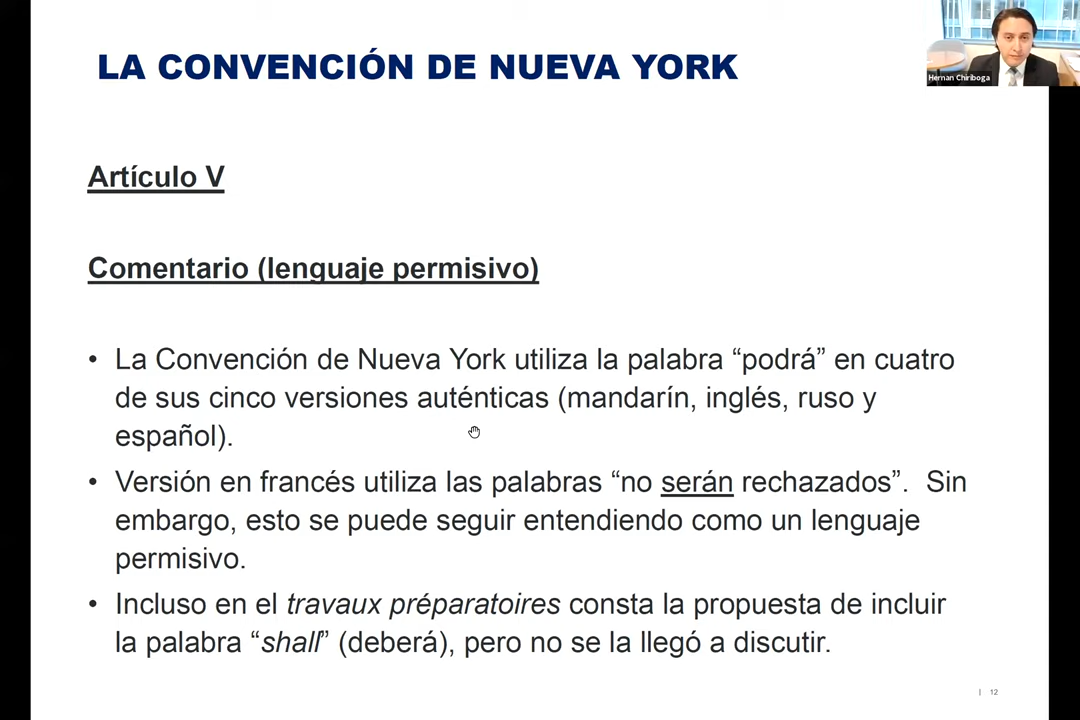 LA CONVENCIÓN DE NUEVA YORK
Hernan Chiriboga
Artículo V
Comentario (lenguaje permisivo)
• La Convención de Nueva York utiliza la palabra “podrá” en cuatro
de sus cinco versiones auténticas (mandarín, inglés, ruso y
español).
• Versión en francés utiliza las palabras “no serán rechazados”.  Sin
embargo, esto se puede seguir entendiendo como un lenguaje
permisivo.
• Incluso en el travaux préparatoires consta la propuesta de incluir
la palabra “shall” (deberá), pero no se la llegó a discutir.
| 12